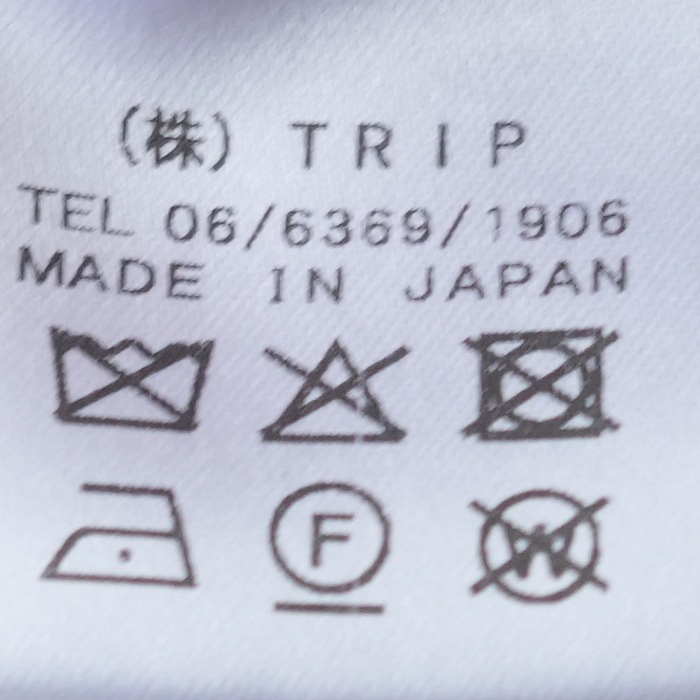 (株) TRIP
TEL 06/6369/1906
MADE IN JAPAN
F W